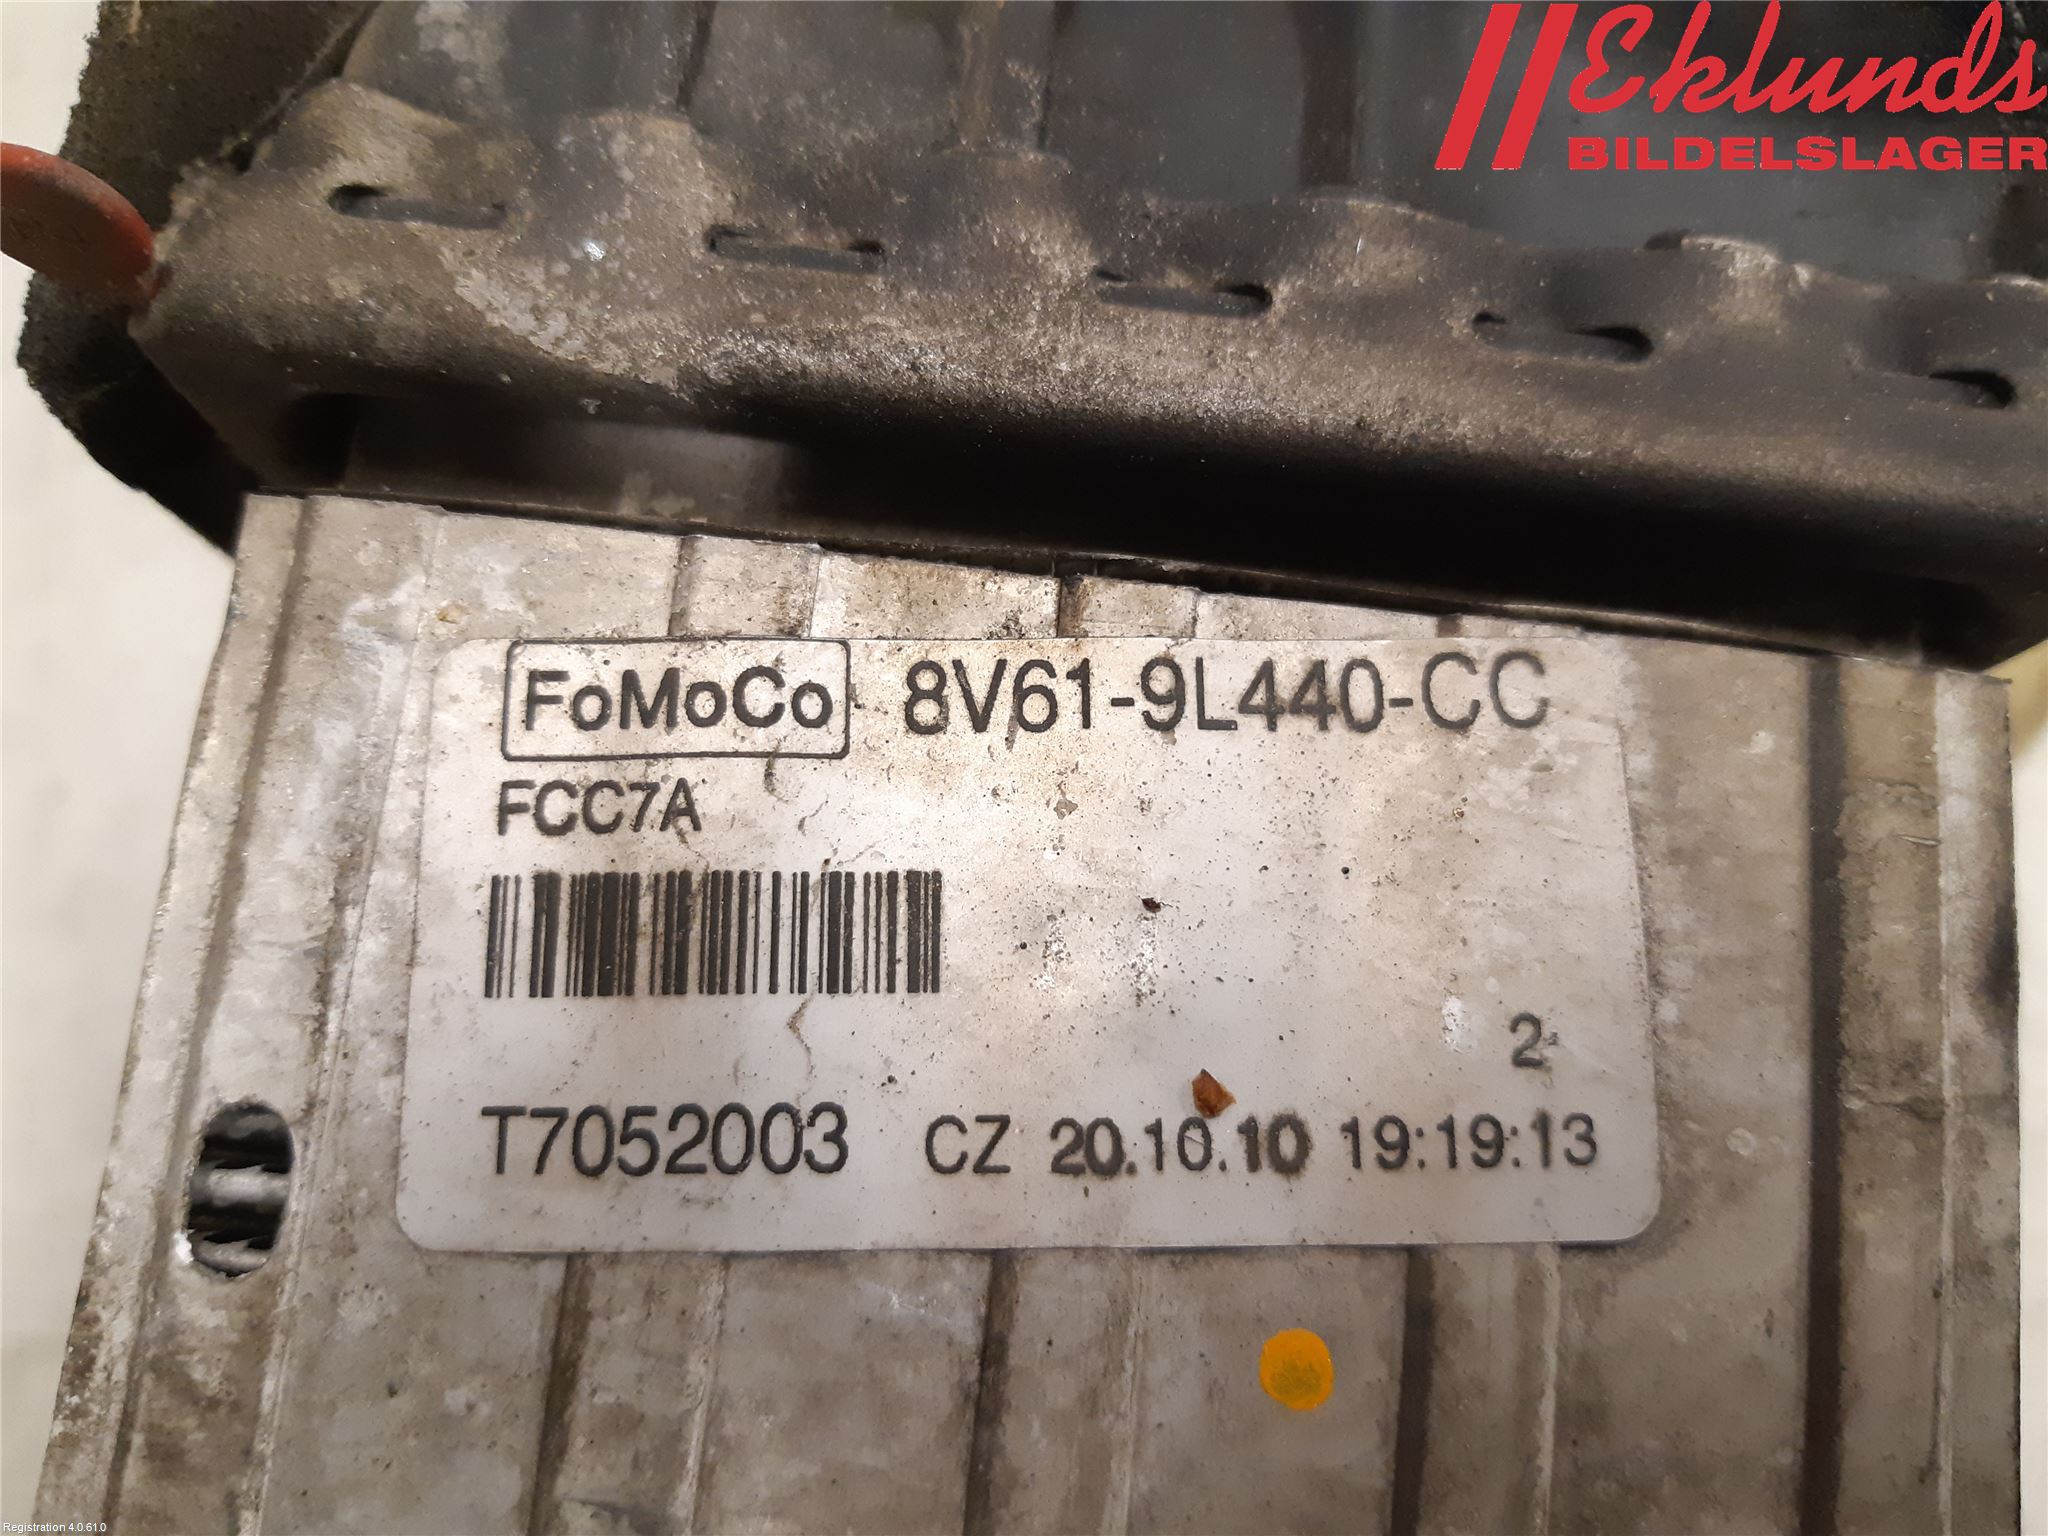 Eklunds
BILDELSLAGER
FoMoCo 8V61-9L440-CC
FCC7A
2
T7052003 CZ 20.10.10 19:19:13
Registration 4.0.61.0